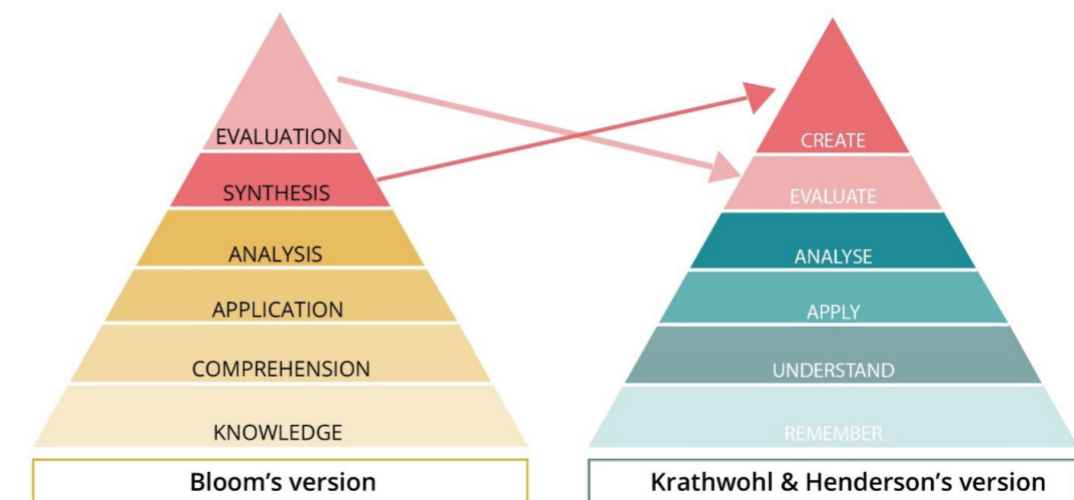 EVALUATION
SYNTHESIS
ANALYSIS
APPLICATION
COMPREHENSION
KNOWLEDGE
Bloom's version
CREATE
EVALUATE
ANALYSE
APPLY
UNDERSTAND
REMEMBER
Krathwohl & Henderson's version